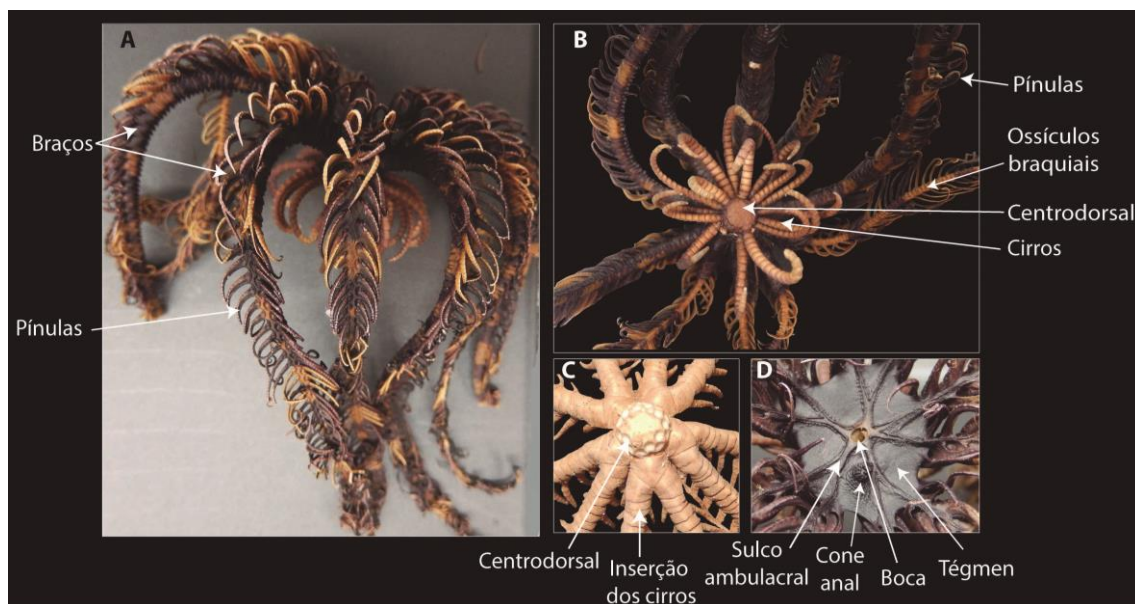 A
Braços
Pínulas
B
Pínulas
Ossículos
braquiais
Centrodorsal
Cirros
C
Centrodorsal
Inserção
dos cirros
D
Sulco
ambulacral
Cone
anal
Boca
Tégmen